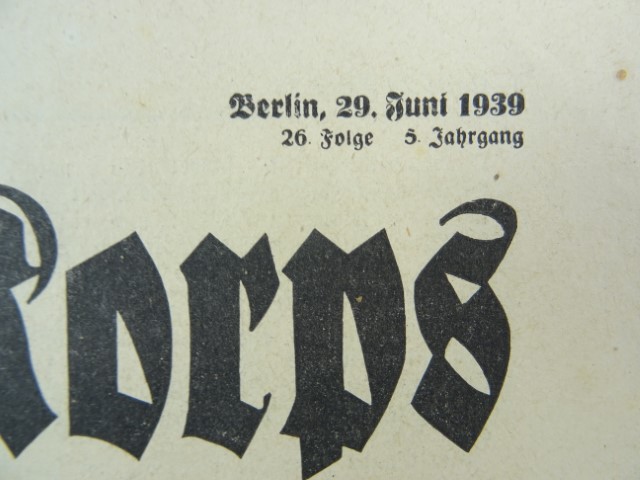 Berlin, 29. Juni 1939
26. Folge 5. Jahrgang
Korps